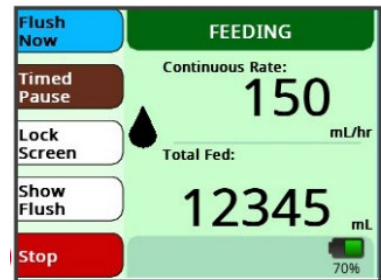 Flush
Now
Timed
Pause
Lock
Screen
Show
Flush
Stop
FEEDING
Continuous Rate:
150
mL/hr
Total Fed:
12345
mL
70%